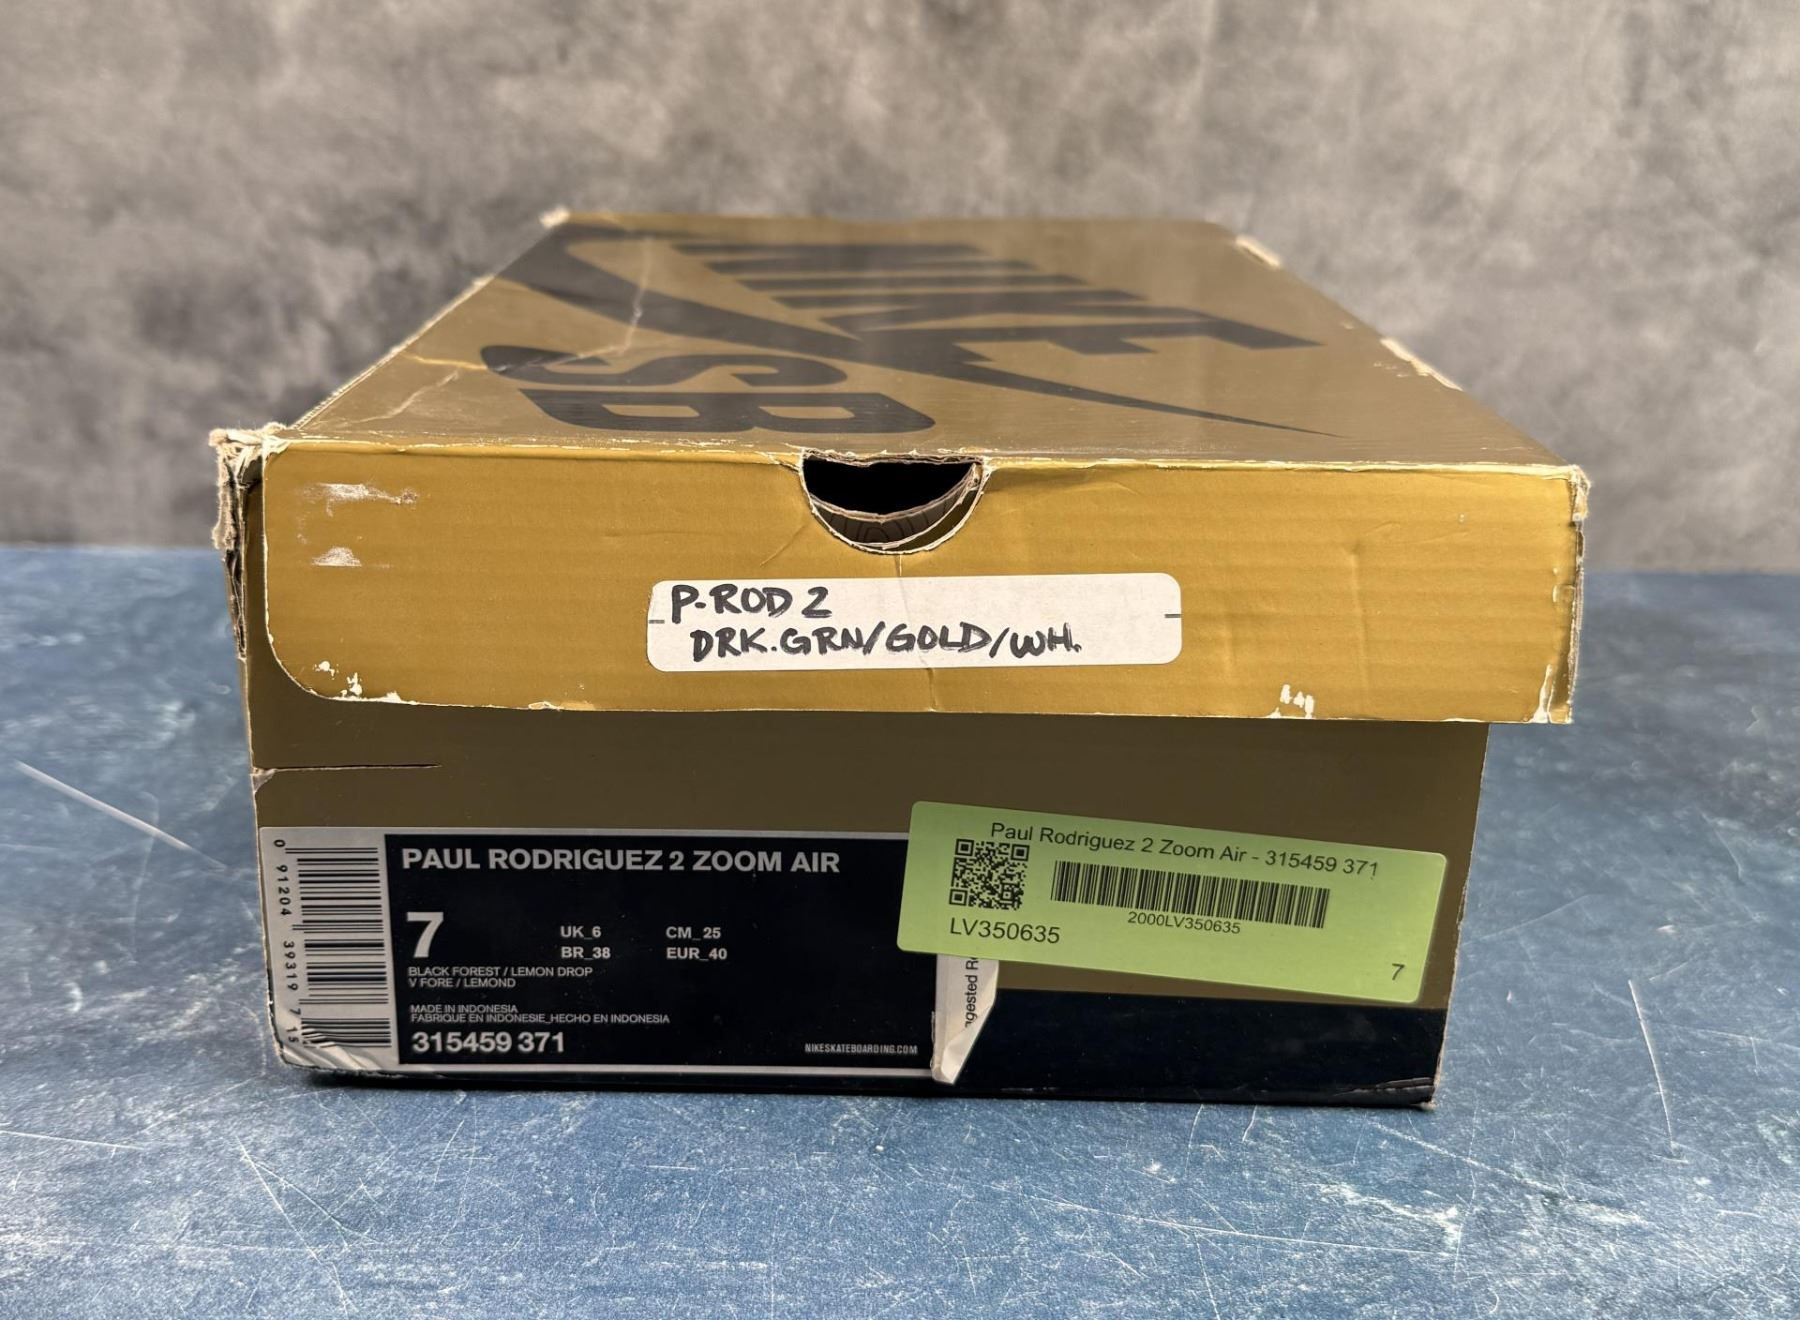 NIKE
SB
P-ROD 2
DRK.GRN/GOLD/WH.
PAUL RODRIGUEZ 2 ZOOM AIR
7
UK_6 CM_25
BR_38 EUR_40
BLACK FOREST / LEMON DROP
V FORE / LEMOND
MADE IN INDONESIA
FABRIQUE EN INDONESIE_HECHO EN INDONESIA
315459 371
NIKESKATEBOARDING.COM
0 91204 39319 7 15
Paul Rodriguez 2 Zoom Air - 315459 371
2000LV350635
LV350635
7